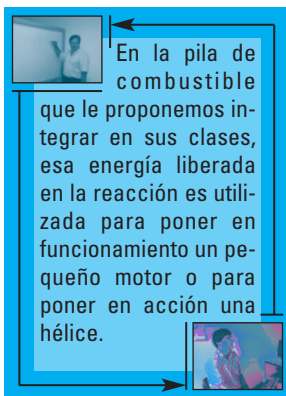 En la pila de
combustible
que le proponemos in-
tegrar en sus clases,
esa energía liberada
en la reacción es utili-
zada para poner en
funcionamiento un pe-
queño motor o para
poner en acción una
hélice.